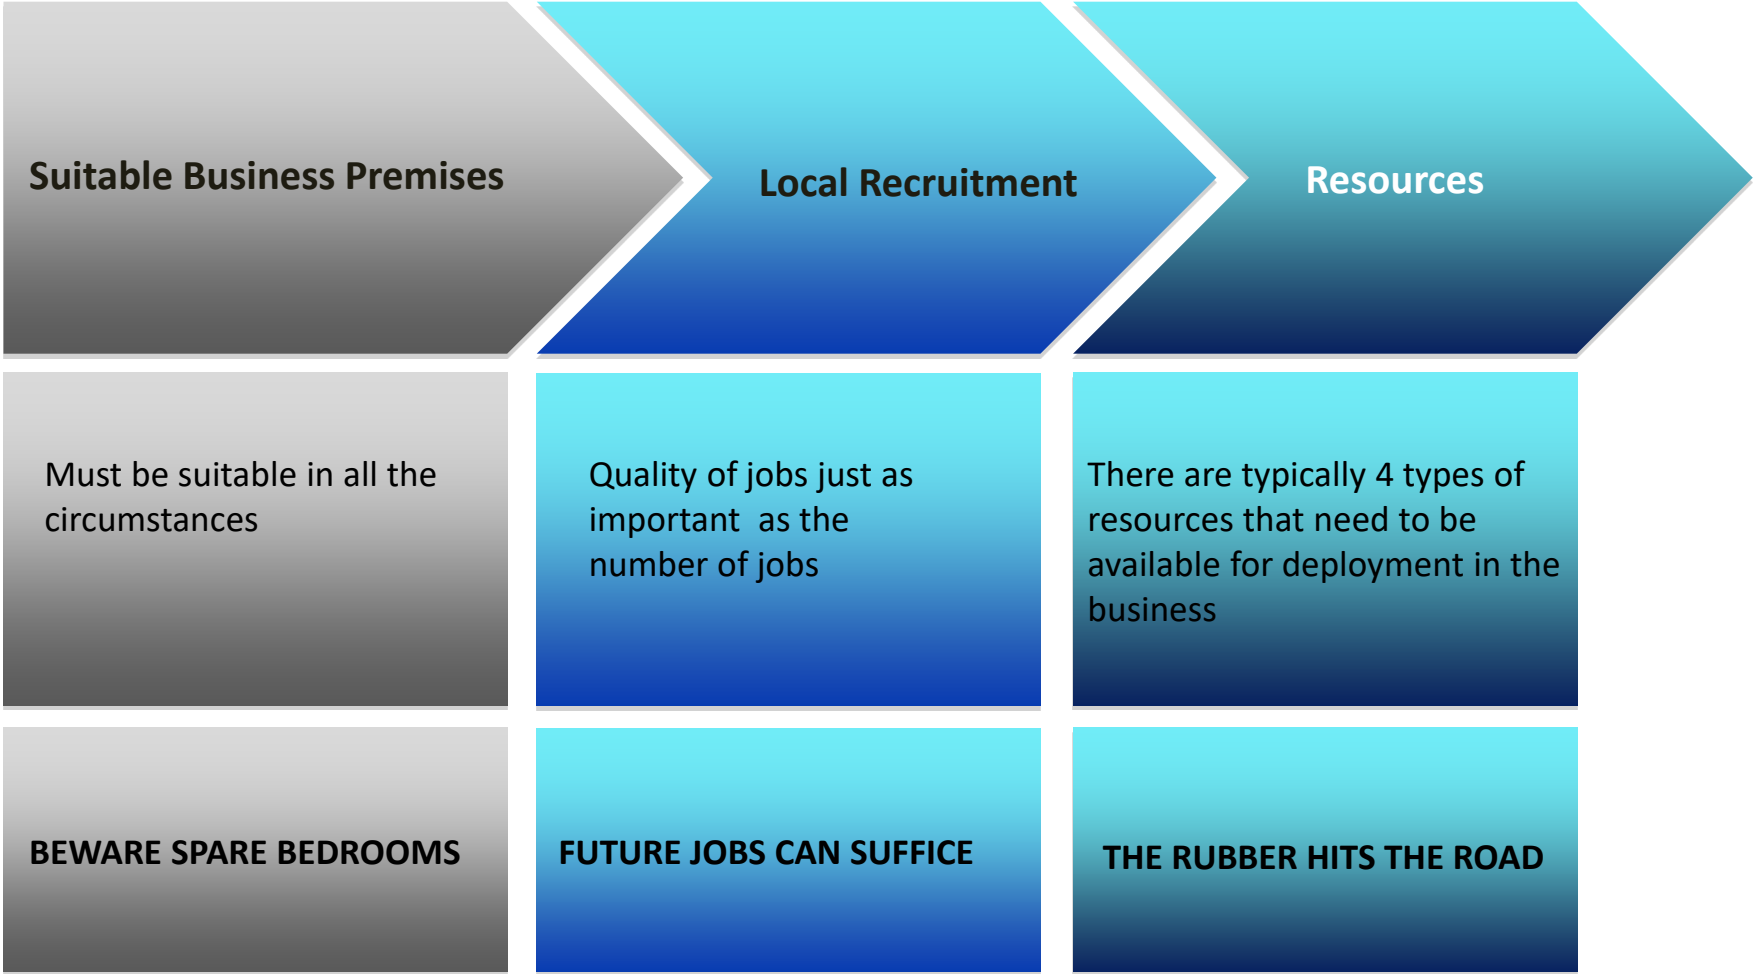 Suitable Business Premises
Local Recruitment
Resources
Must be suitable in all the
circumstances
Quality of jobs just as
important  as the
number of jobs
There are typically 4 types of
resources that need to be
available for deployment in the
business
BEWARE SPARE BEDROOMS
FUTURE JOBS CAN SUFFICE
THE RUBBER HITS THE ROAD